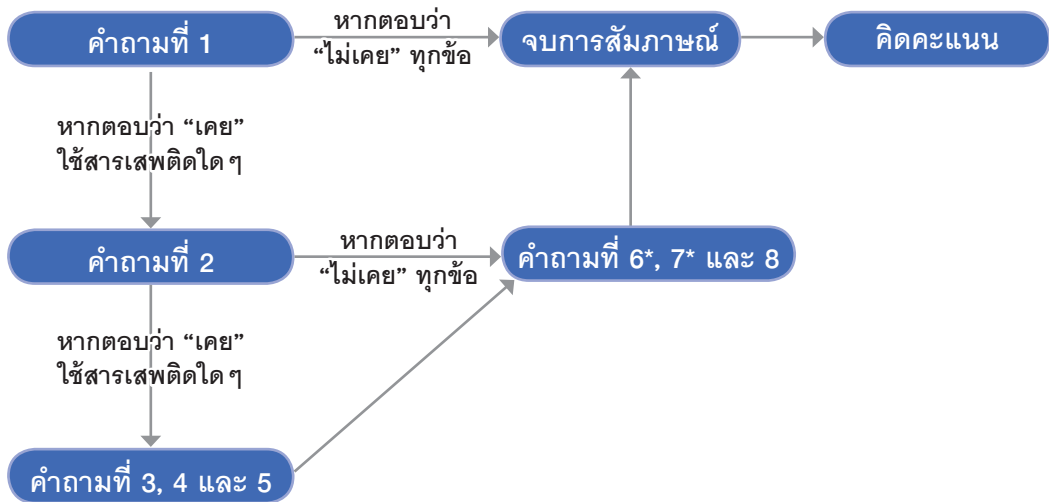 คำถามที่ 1
หากตอบว่า
“ไม่เคย” ทุกข้อ
จบการสัมภาษณ์
คิดคะแนน
หากตอบว่า “เคย”
ใช้สารเสพติดใด ๆ
คำถามที่ 2
หากตอบว่า
“ไม่เคย” ทุกข้อ
คำถามที่ 6*, 7* และ 8
หากตอบว่า “เคย”
ใช้สารเสพติดใด ๆ
คำถามที่ 3, 4 และ 5